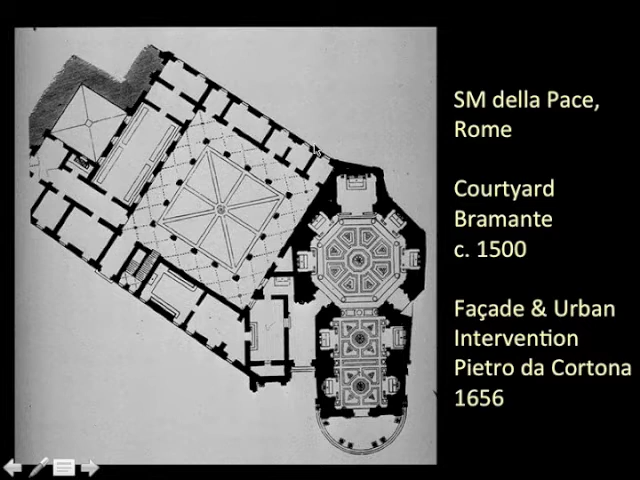 SM della Pace,
Rome
Courtyard
Bramante
c. 1500
Façade & Urban
Intervention
Pietro da Cortona
1656